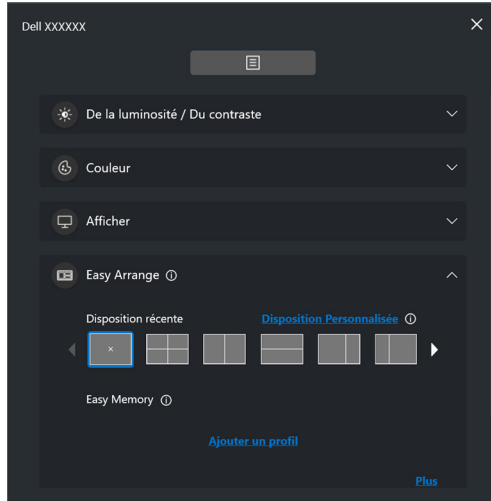 Dell XXXXXX
De la luminosité / Du contraste
Couleur
Afficher
Easy Arrange
Disposition récente Disposition Personnalisée
Easy Memory
Ajouter un profil
Plus